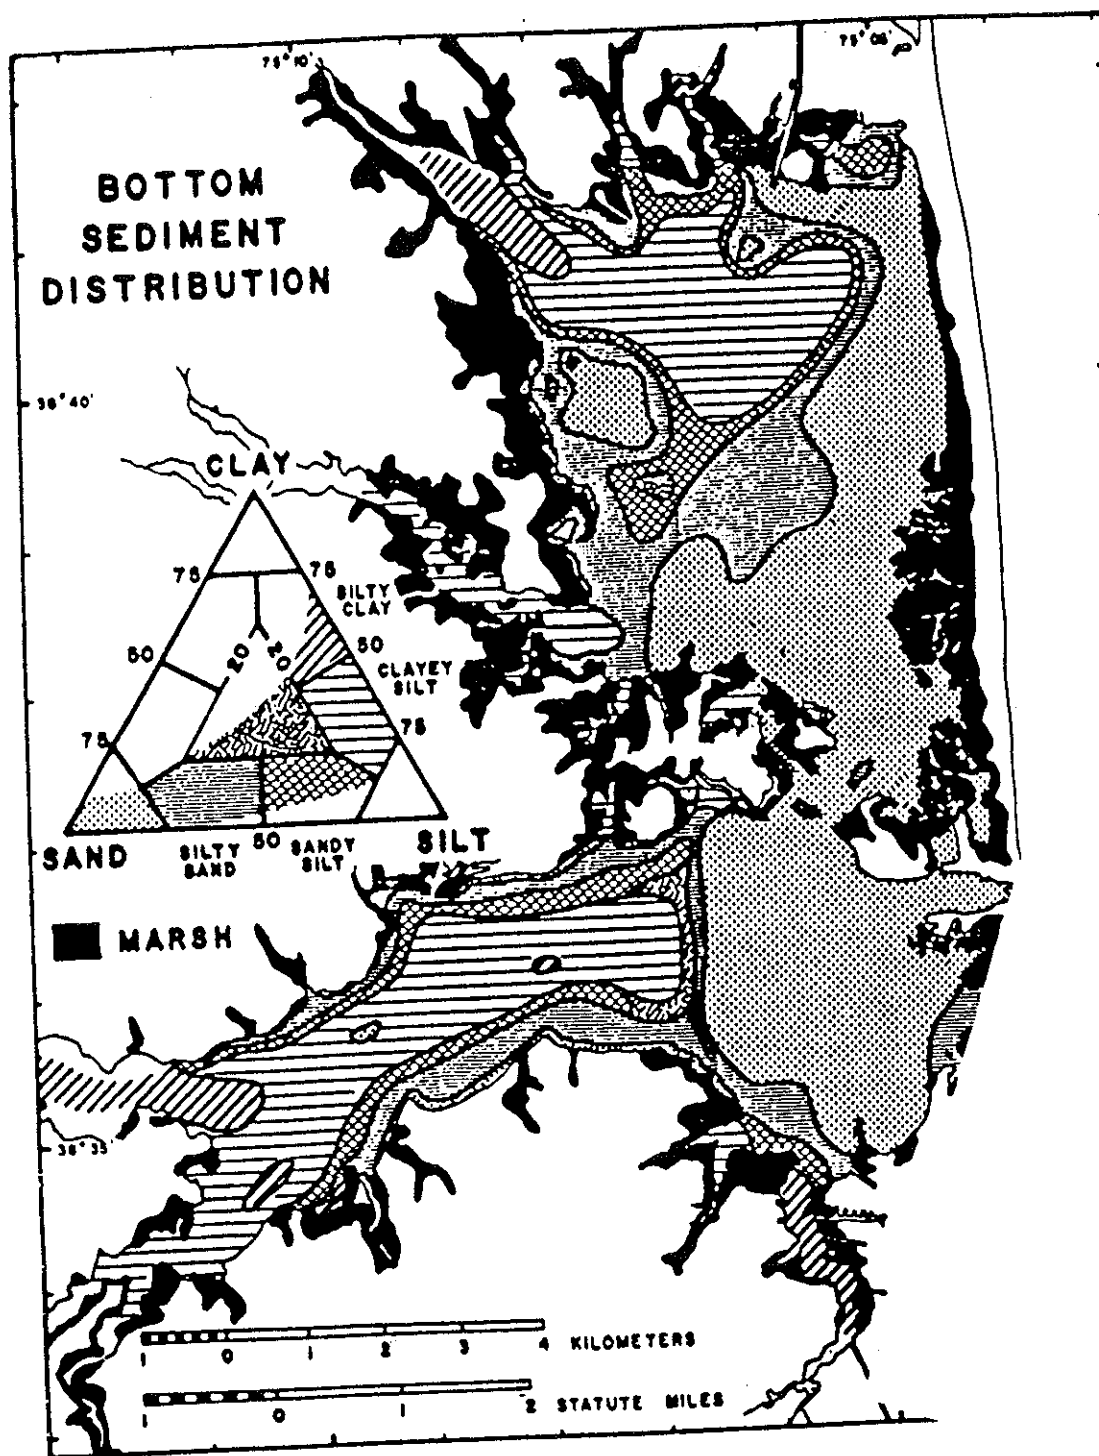 75°10'
75°05'
BOTTOM
SEDIMENT
DISTRIBUTION
38°40'
CLAY
75
75
SILTY
CLAY
50
20
20
50
CLAYEY
SILT
75
75
SAND
SILTY
SAND
50
SANDY
SILT
SILT
MARSH
38°35'
1 0 1 2 3 4 KILOMETERS
1 0 1 2 STATUTE MILES